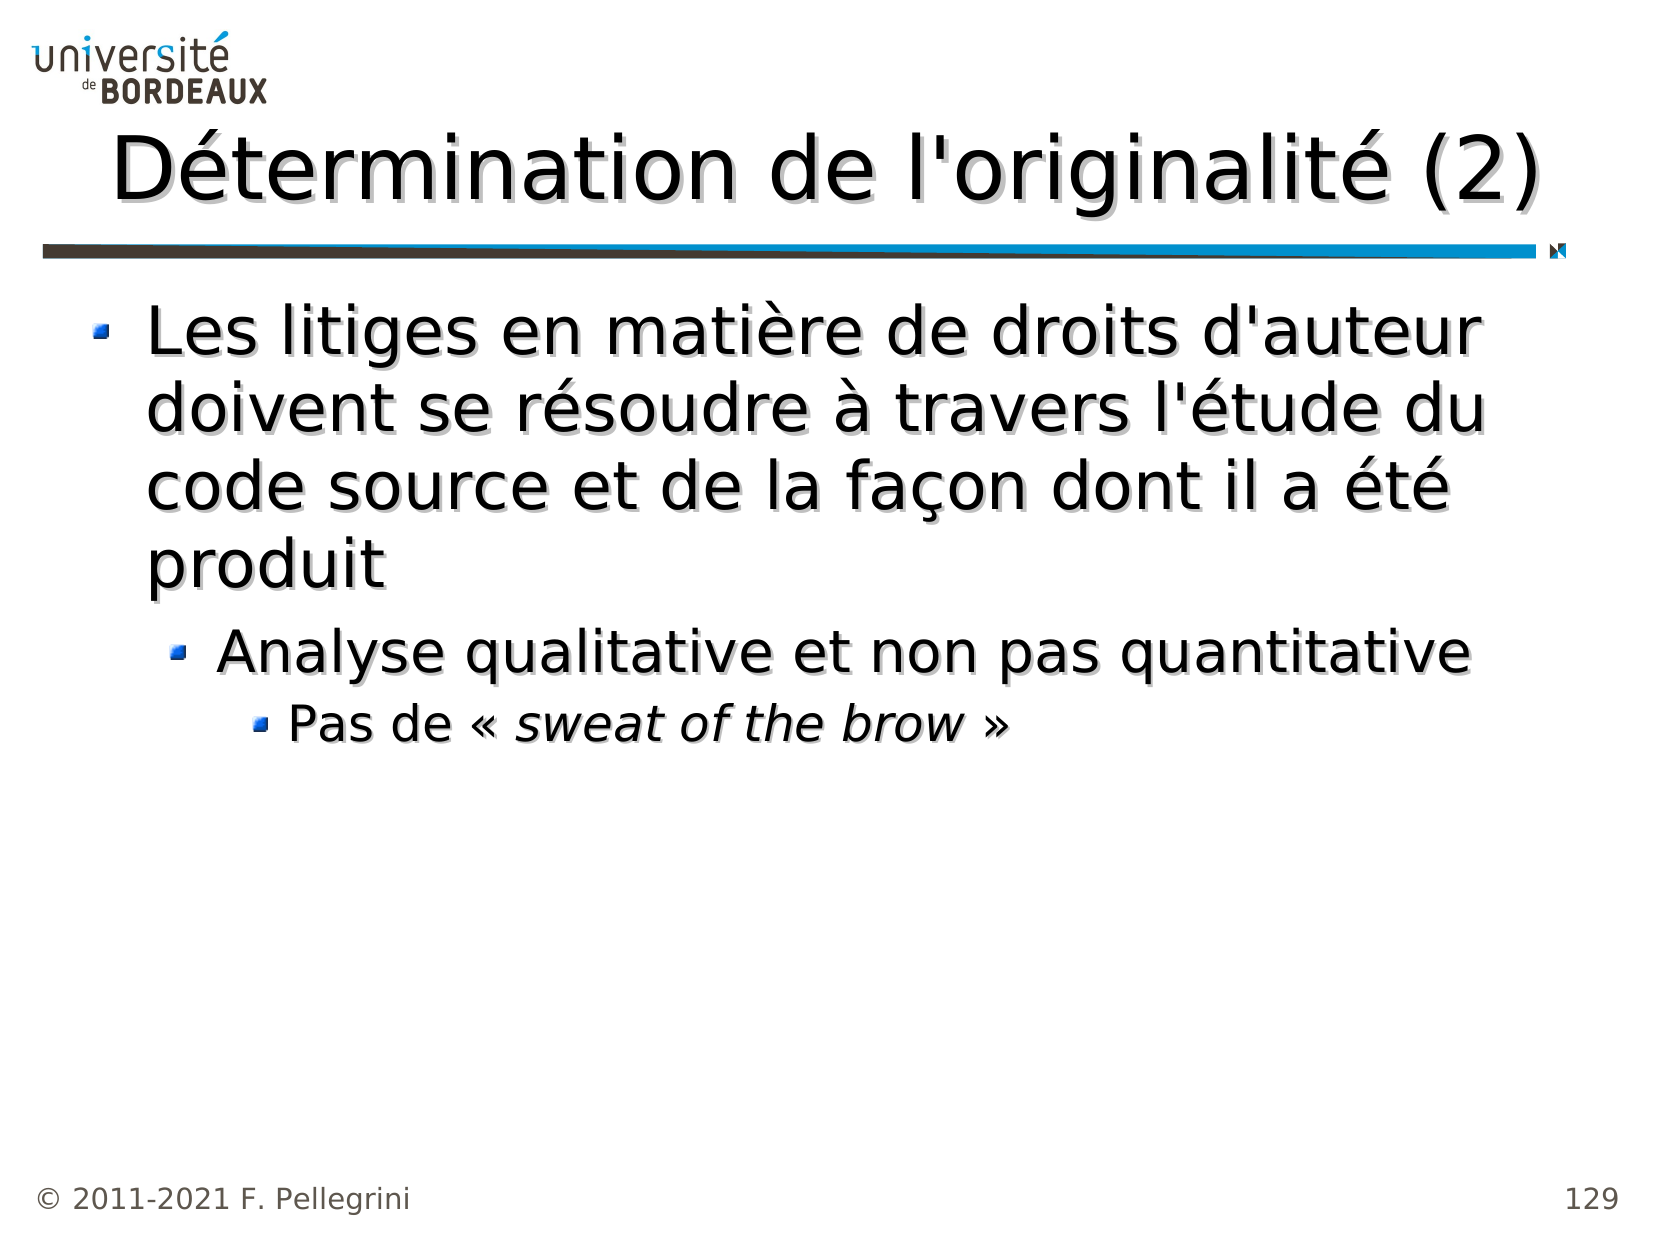 université
de BORDEAUX
Détermination de l'originalité (2)
Les litiges en matière de droits d'auteur
doivent se résoudre à travers l'étude du
code source et de la façon dont il a été
produit
Analyse qualitative et non pas quantitative
Pas de « sweat of the brow »
© 2011-2021 F. Pellegrini
129